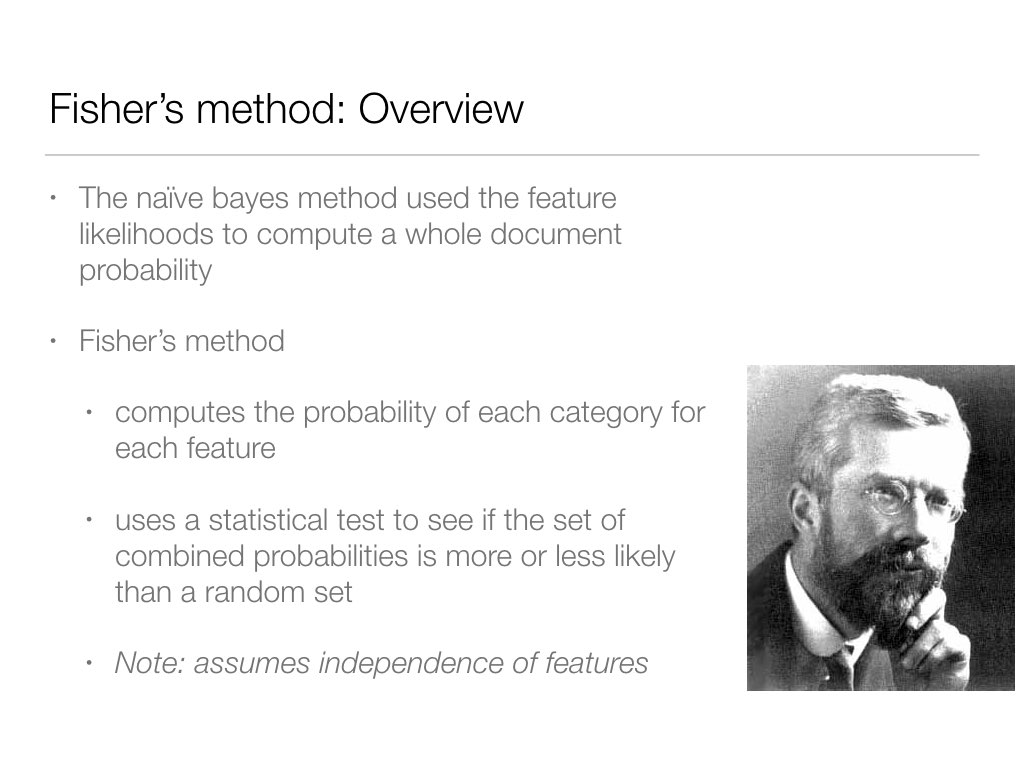 Fisher’s method: Overview
• The naïve bayes method used the feature
likelihoods to compute a whole document
probability
• Fisher’s method
• computes the probability of each category for
each feature
• uses a statistical test to see if the set of
combined probabilities is more or less likely
than a random set
• Note: assumes independence of features